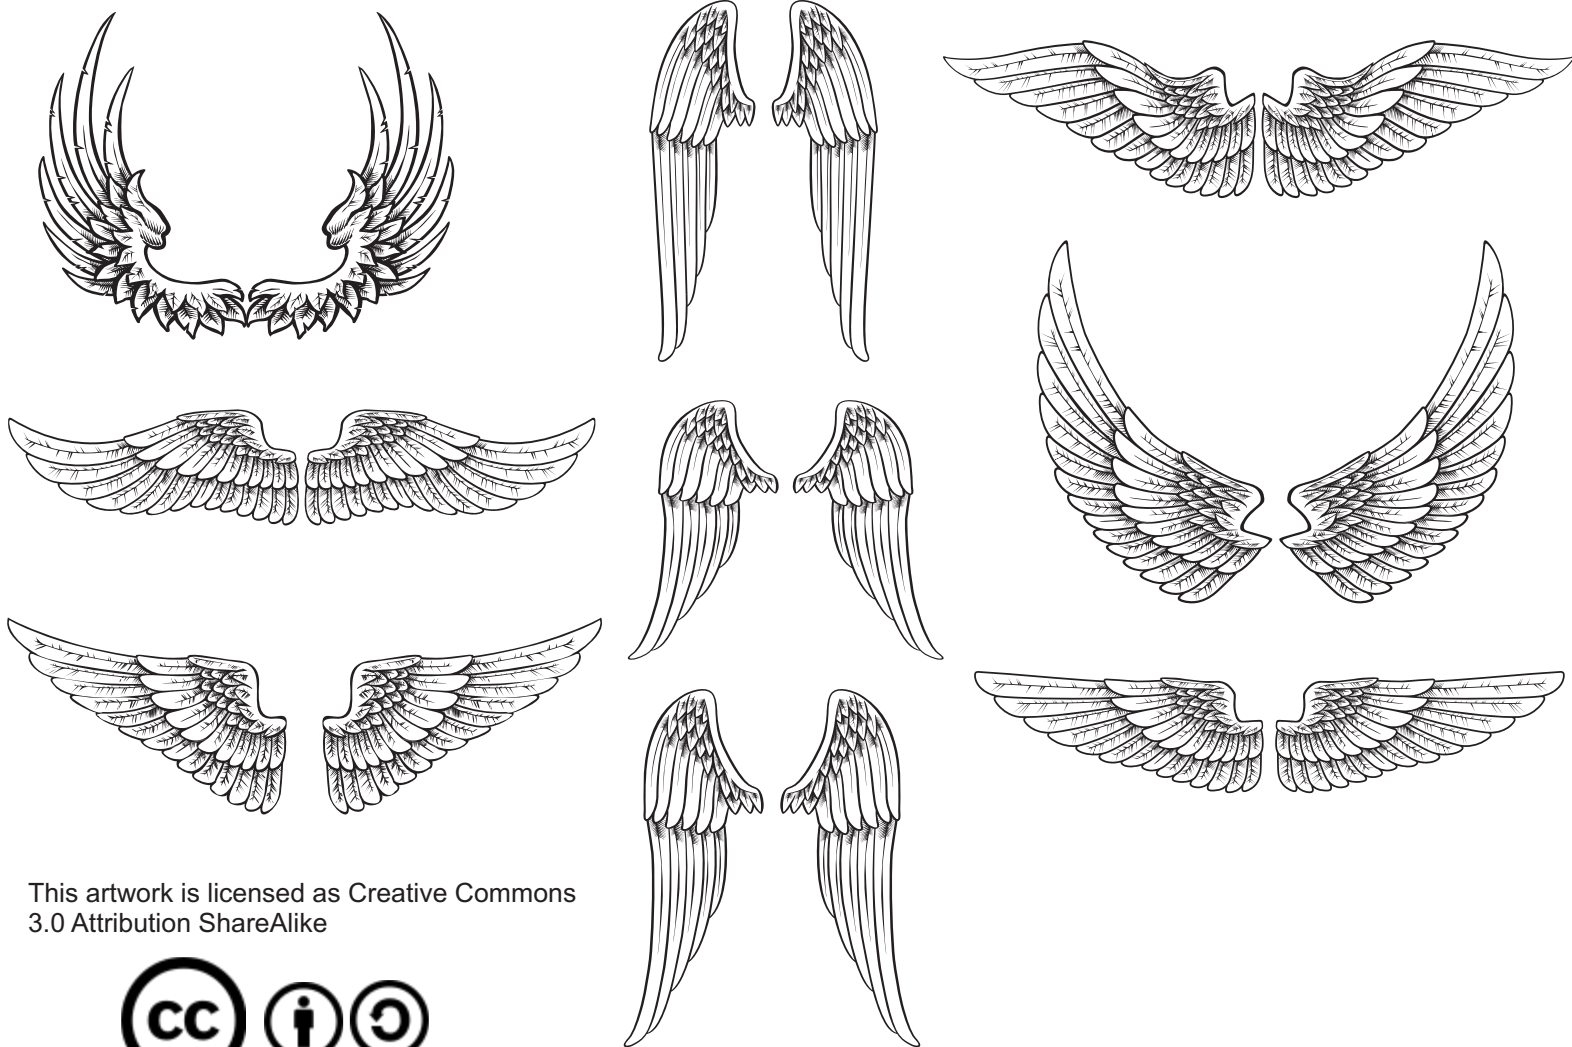 This artwork is licensed as Creative Commons
3.0 Attribution ShareAlike
cc